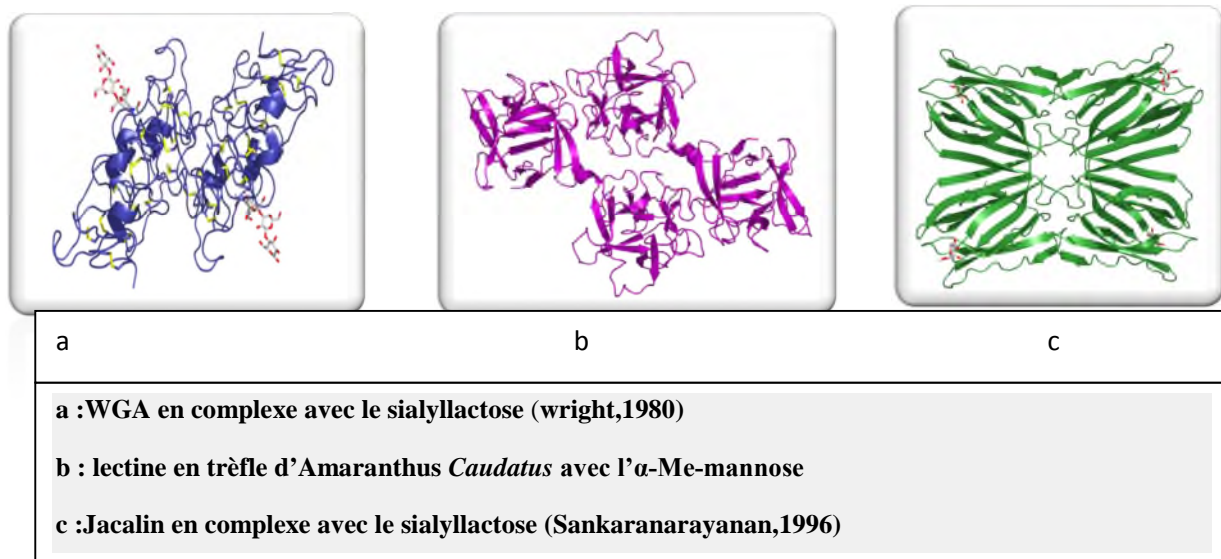 a b c
a :WGA en complexe avec le sialyllactose (wright,1980)
b : lectine en trèfle d’Amaranthus Caudatus avec l’α-Me-mannose
c :Jacalin en complexe avec le sialyllactose (Sankaranarayanan,1996)